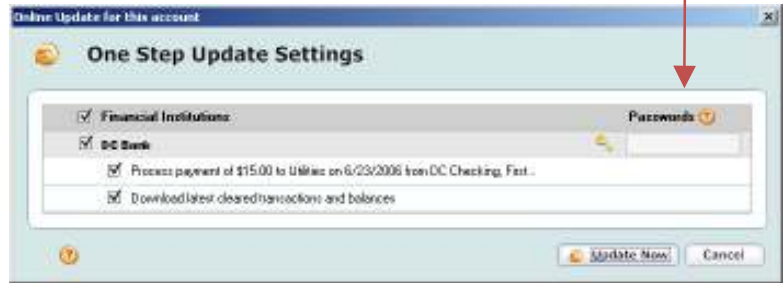 Online Update for this account
One Step Update Settings
Financial Institutions
Passwords
DC Bank
Process payment of $15.00 to Utilities on 6/23/2006 from DC Checking, First...
Download latest cleared transactions and balances
Update Now
Cancel